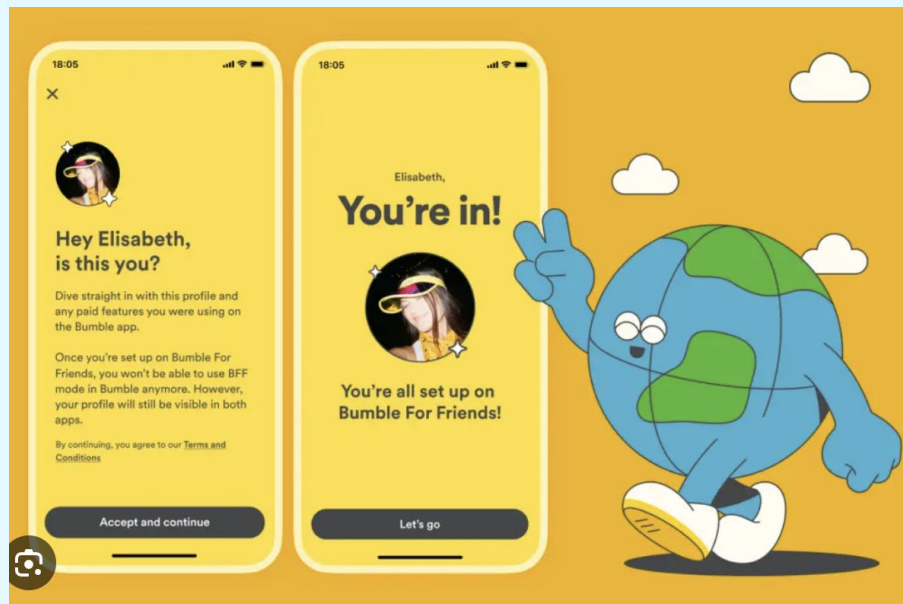 18:05
Hey Elisabeth,
is this you?
Dive straight in with this profile and
any paid features you were using on
the Bumble app.
Once you're set up on Bumble For
Friends, you won't be able to use BFF
mode in Bumble anymore. However,
your profile will still be visible in both
apps.
By continuing, you agree to our Terms and
Conditions
Accept and continue
18:05
Elisabeth,
You're in!
You're all set up on
Bumble For Friends!
Let's go